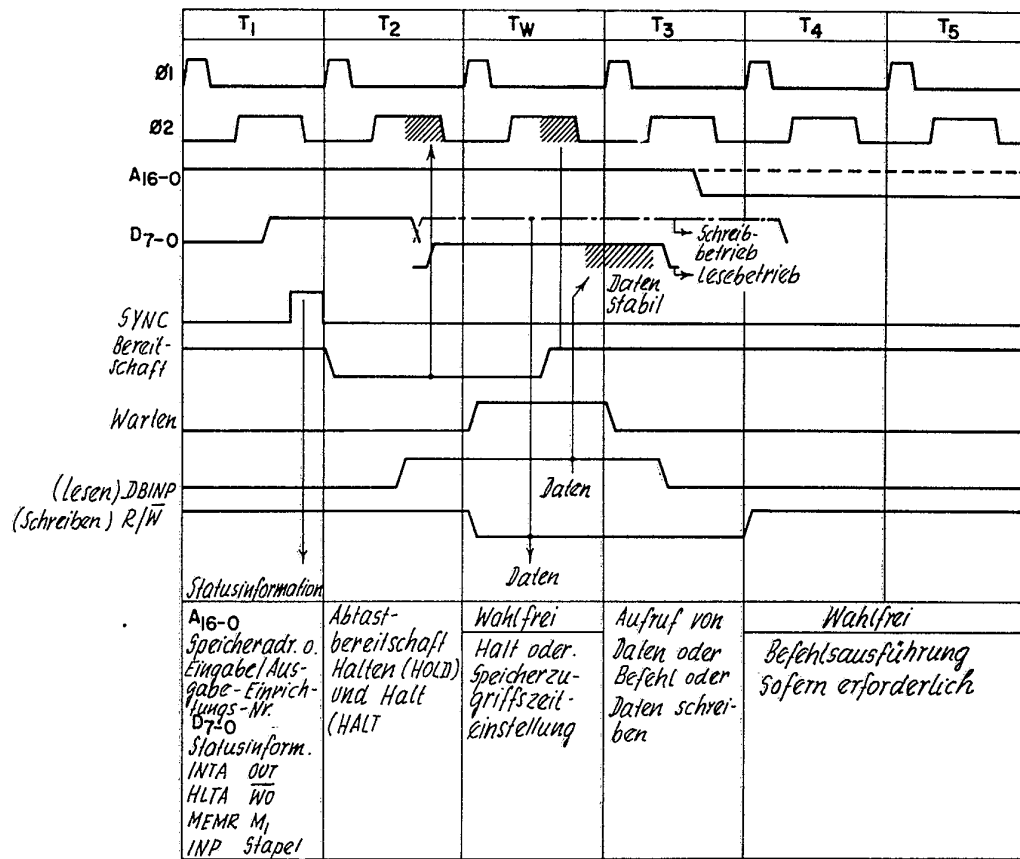 T1 T2 TW T3 T4 T5
Ø1
Ø2
A16-0
D7-0
Schreib-
betrieb
Lesebetrieb
Daten
stabil
SYNC
Bereit-
schaft
Warten
(Lesen) DBINP
Daten
(Schreiben) R/W̅
Daten
Statusinformation
A16-0
Speicheradr. o.
Eingabe/Aus-
gabe-Einrich-
tungs-Nr.
D7-0
Statusinform.
INTA OUT
HLTA W̅O̅
MEMR M1
INP Stapel
Abtast-
bereitschaft
Halten (HOLD)
und Halt
(HALT
Wahlfrei
Halt oder.
Speicherzu-
griffszeit-
einstellung
Aufruf von
Daten oder
Befehl oder
Daten schrei-
ben
Wahlfrei
Befehlsausführung
sofern erforderlich